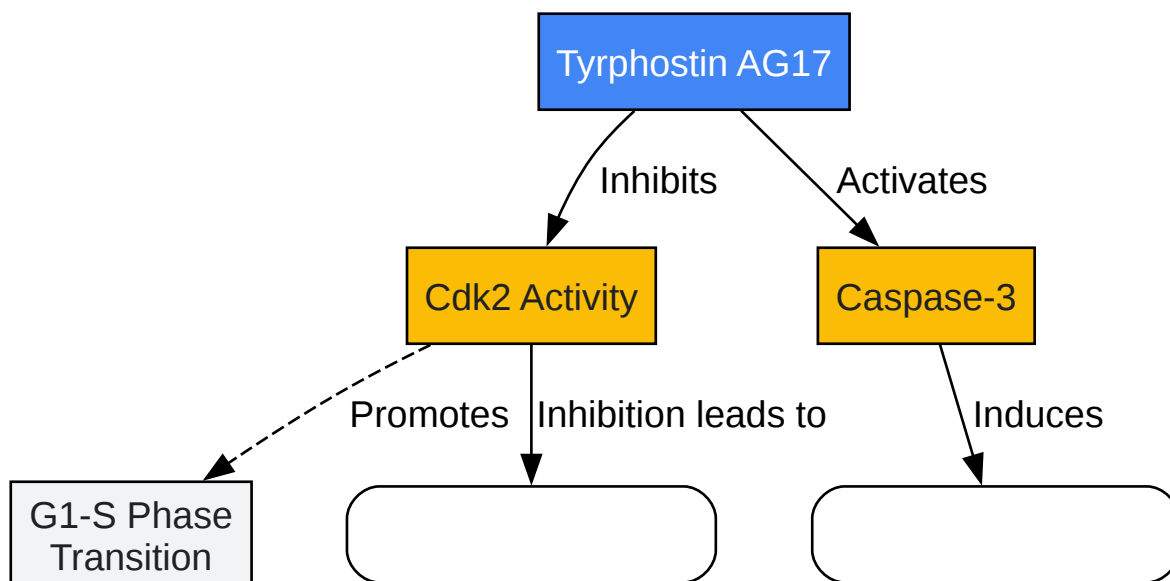 Tyrphostin AG17
Inhibits
Activates
Cdk2 Activity
Caspase-3
Promotes
Inhibition leads to
Induces
G1-S Phase
Transition